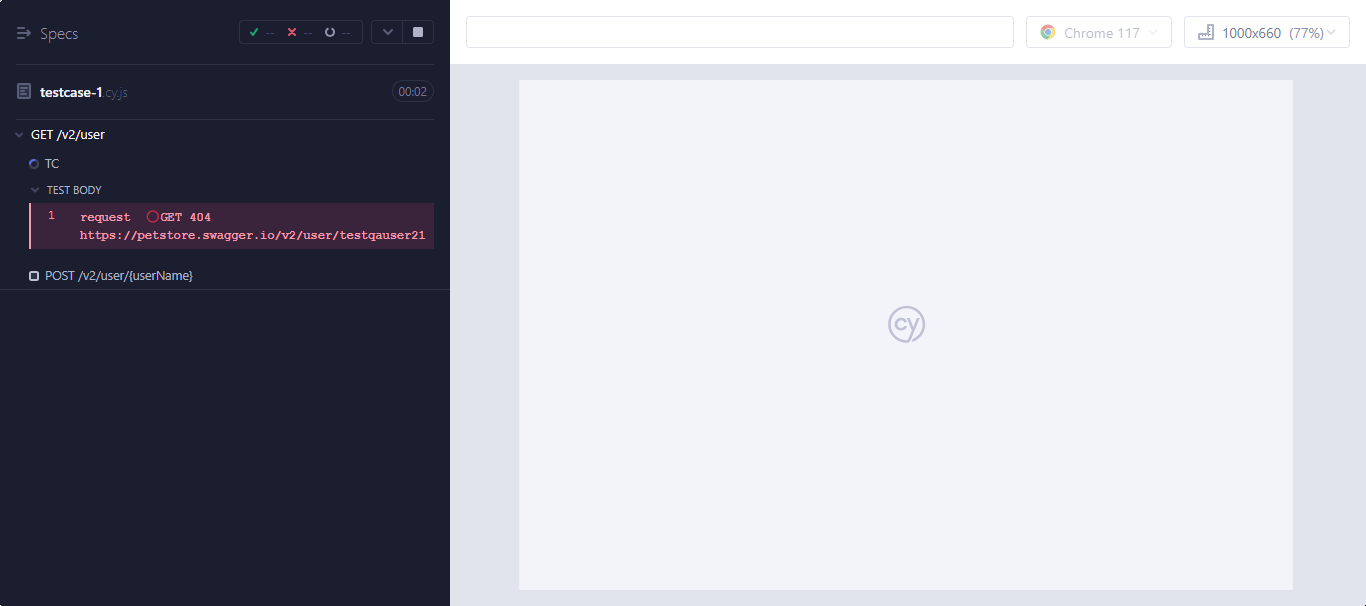 Specs
-- -- --
testcase-1.cy.js 00:02
GET /v2/user
TC
TEST BODY
1 request GET 404
https://petstore.swagger.io/v2/user/testqauser21
POST /v2/user/{userName}
Chrome 117
1000x660 (77%)
cy